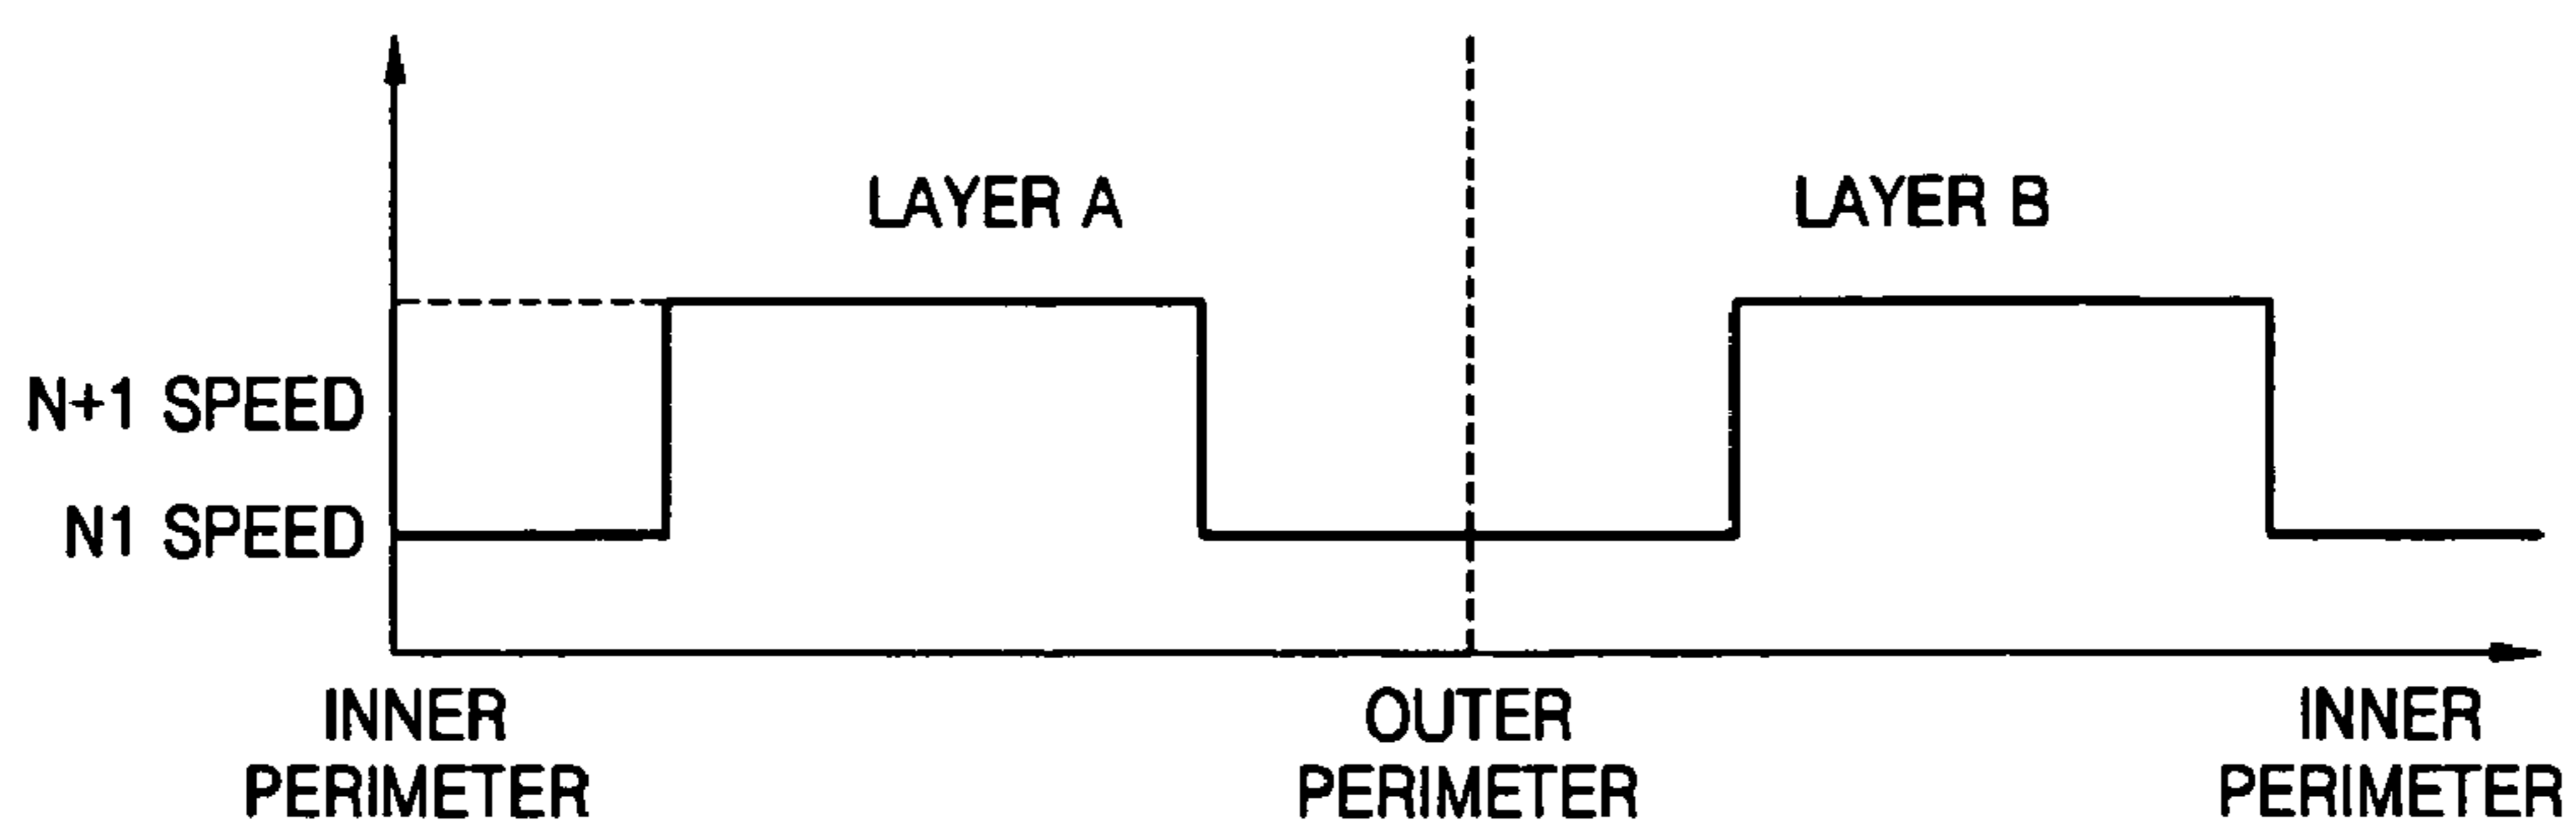 LAYER A
LAYER B
N+1 SPEED
N1 SPEED
INNER
PERIMETER
OUTER
PERIMETER
INNER
PERIMETER